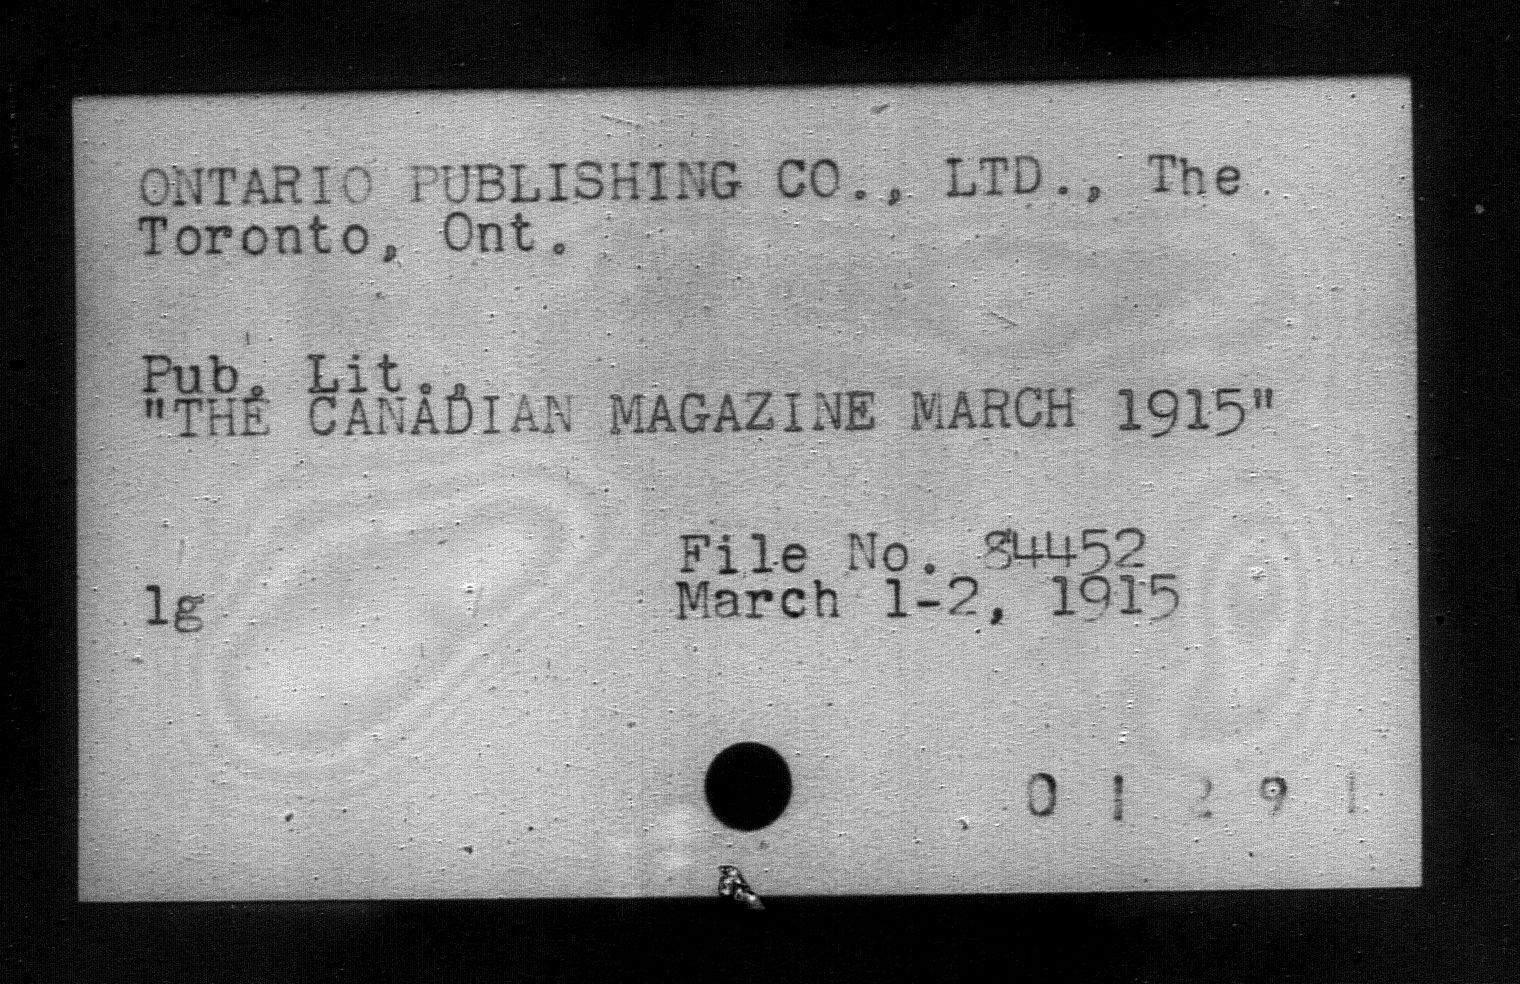 ONTARIO PUBLISHING CO., LTD., The
Toronto, Ont.
Pub. Lit.,
"THE CANADIAN MAGAZINE MARCH 1915"
File No. 84452
lg March 1-2, 1915
0 1 2 9 1